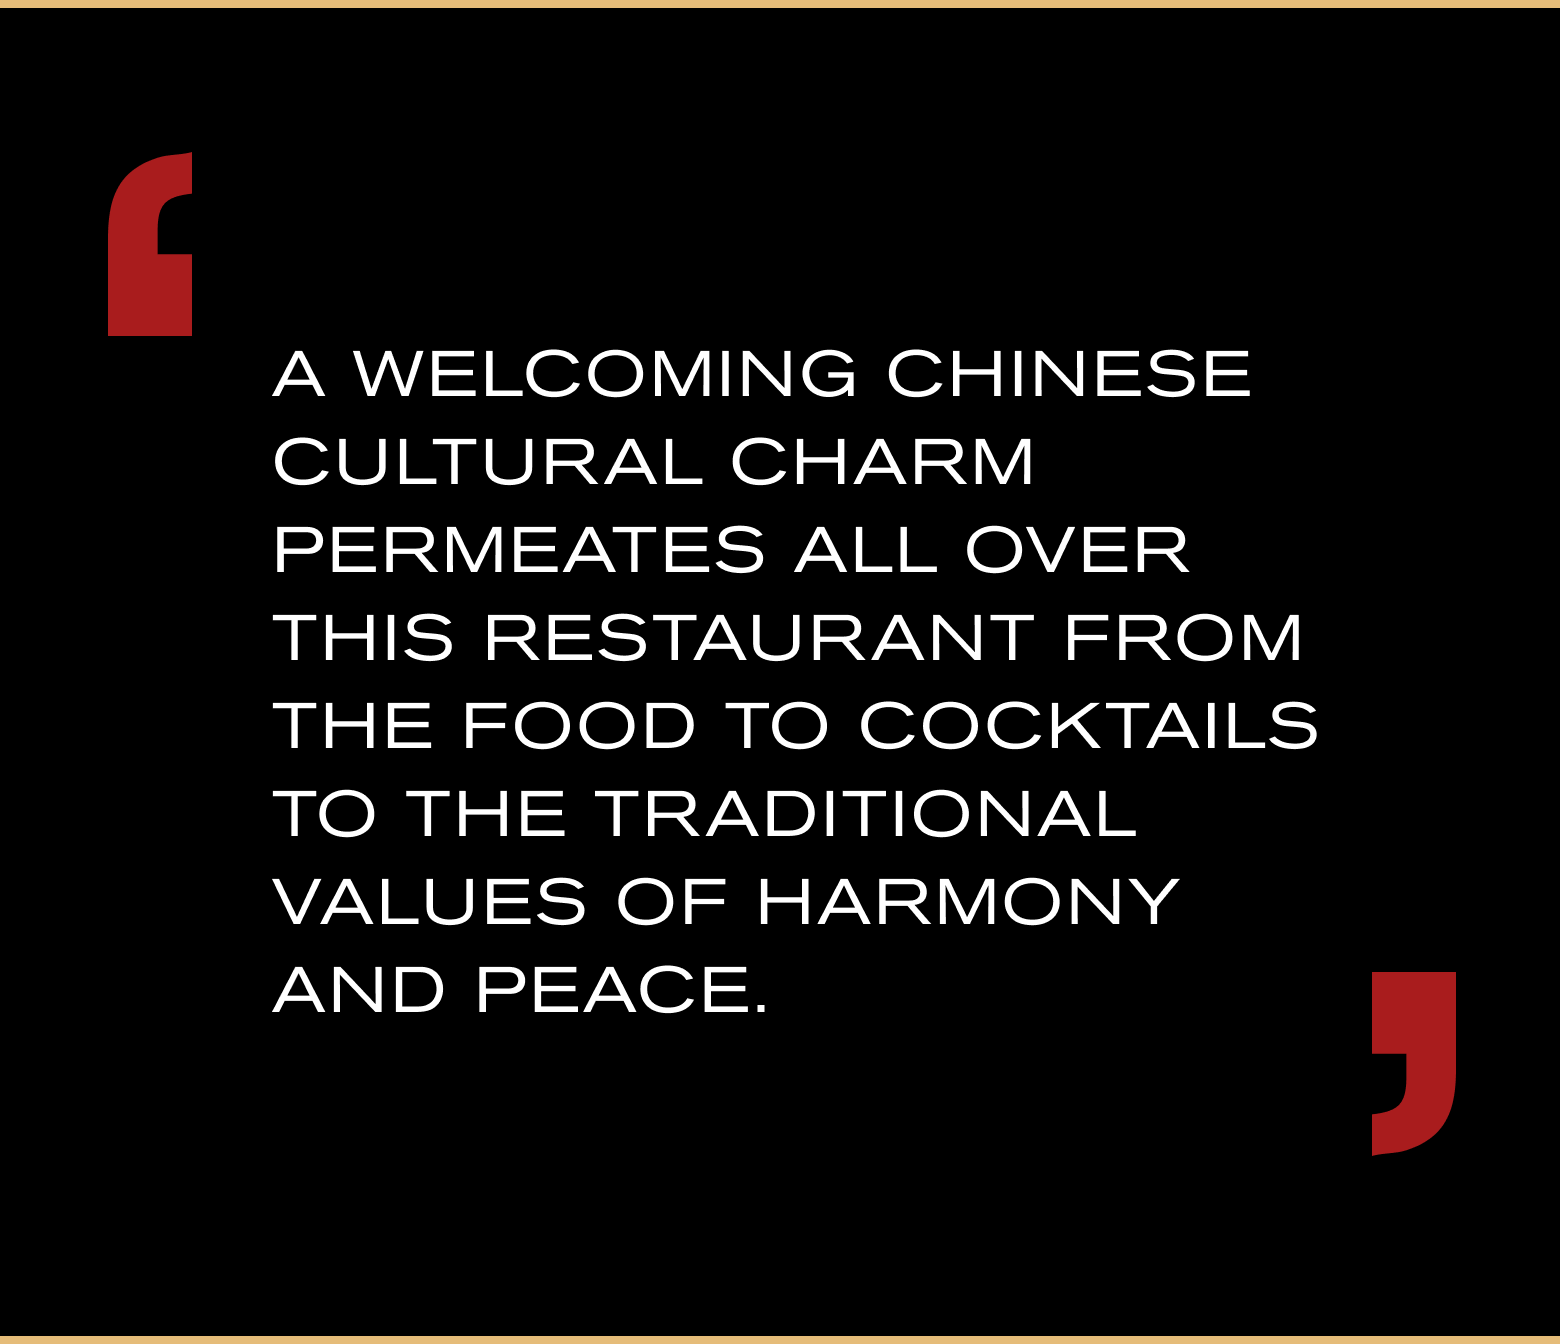 ‘
A WELCOMING CHINESE
CULTURAL CHARM
PERMEATES ALL OVER
THIS RESTAURANT FROM
THE FOOD TO COCKTAILS
TO THE TRADITIONAL
VALUES OF HARMONY
AND PEACE.
’